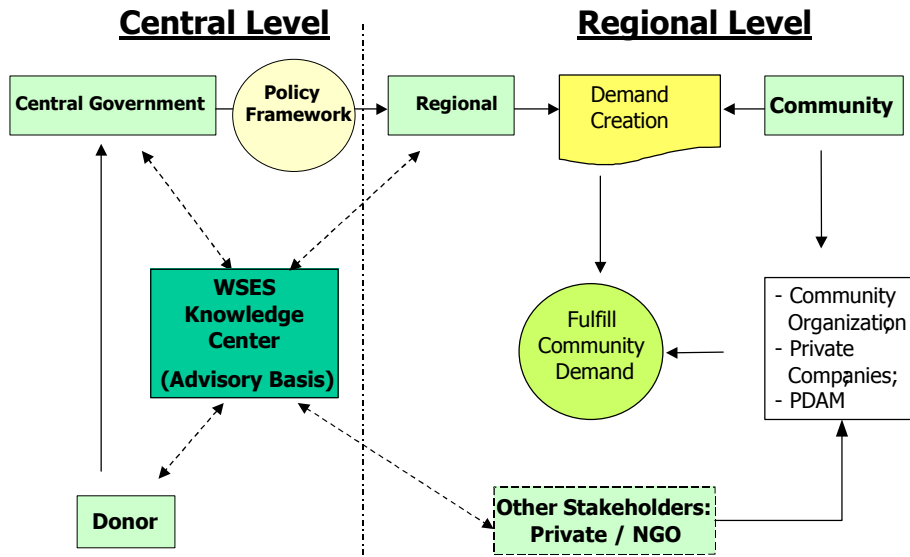 Central Level
Regional Level
Central Government
Policy
Framework
Regional
Demand
Creation
Community
WSES
Knowledge
Center
(Advisory Basis)
Fulfill
Community
Demand
- Community
Organization;
- Private
Companies;
- PDAM
Donor
Other Stakeholders:
Private / NGO